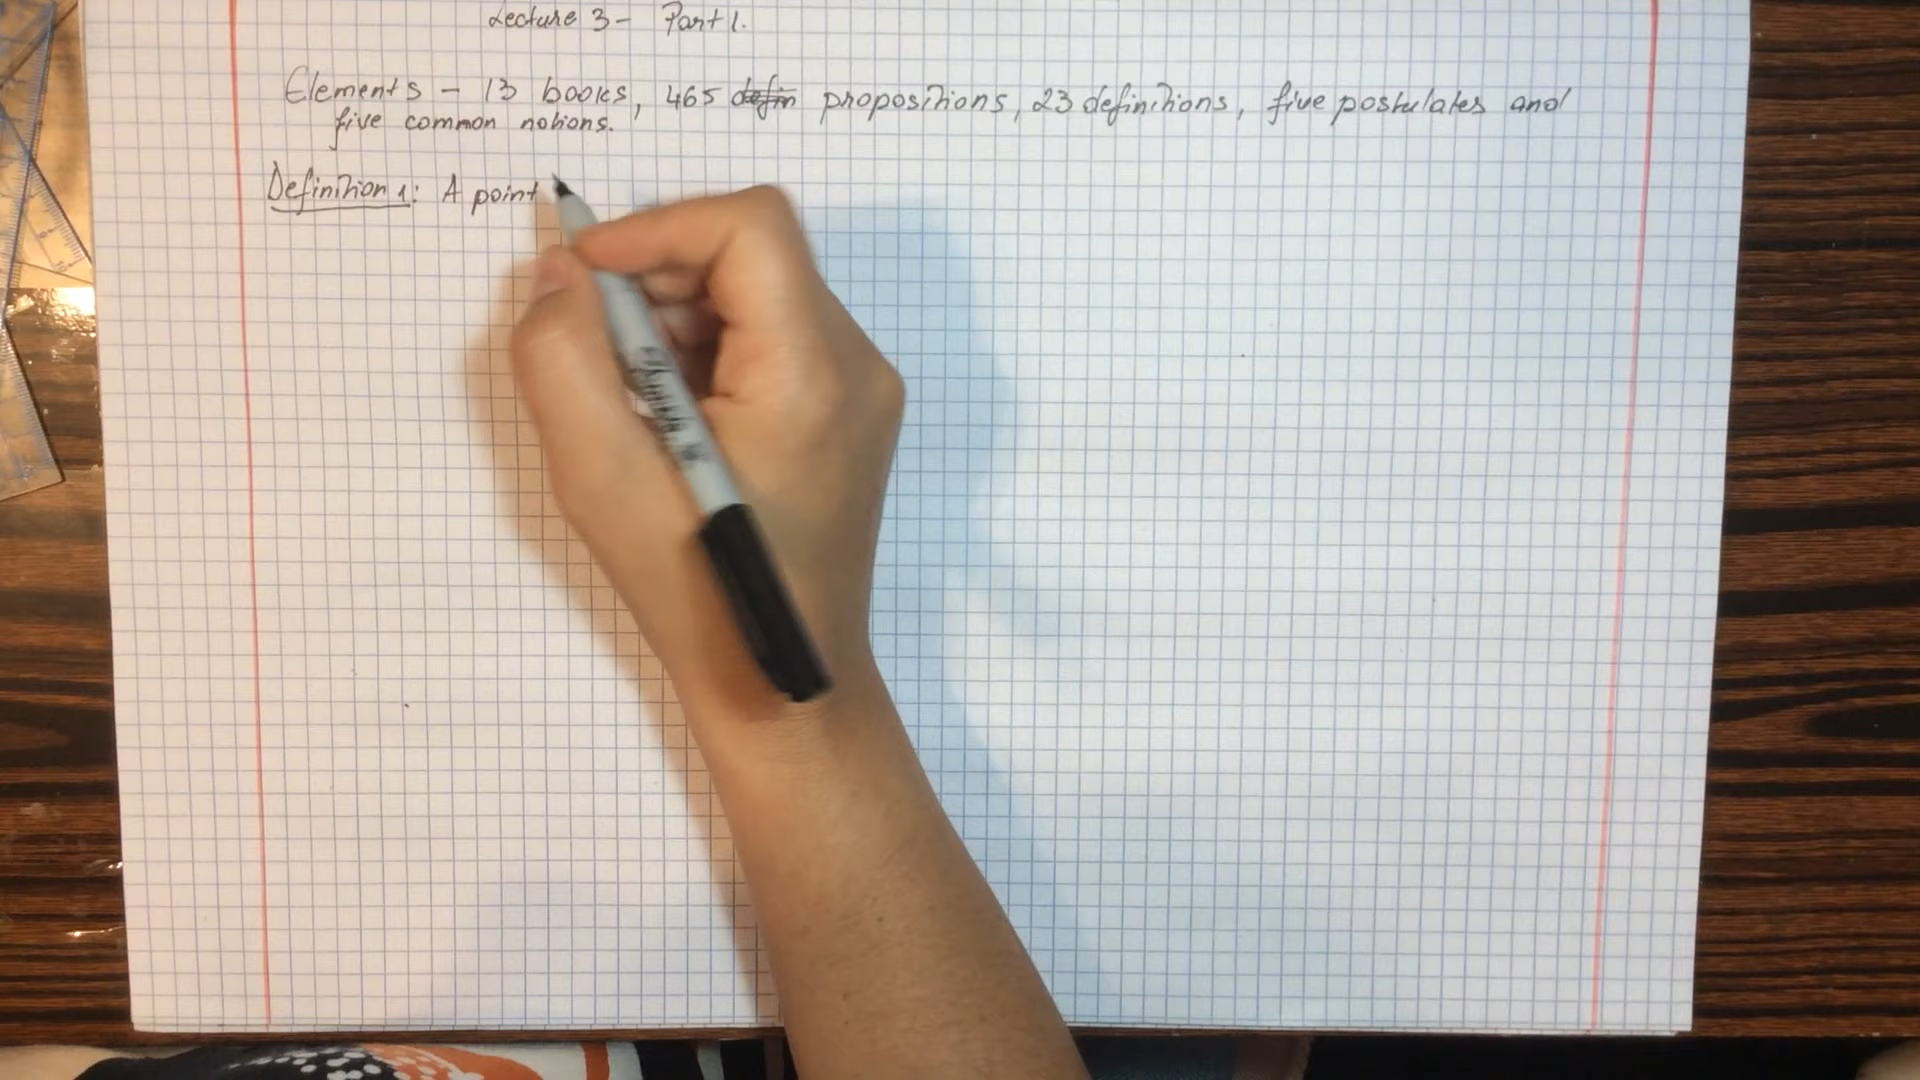 Lecture 3 - Part 1.
Elements - 13 books, 465 defin propositions, 23 definitions, five postulates and
five common notions.
Definition 1: A point